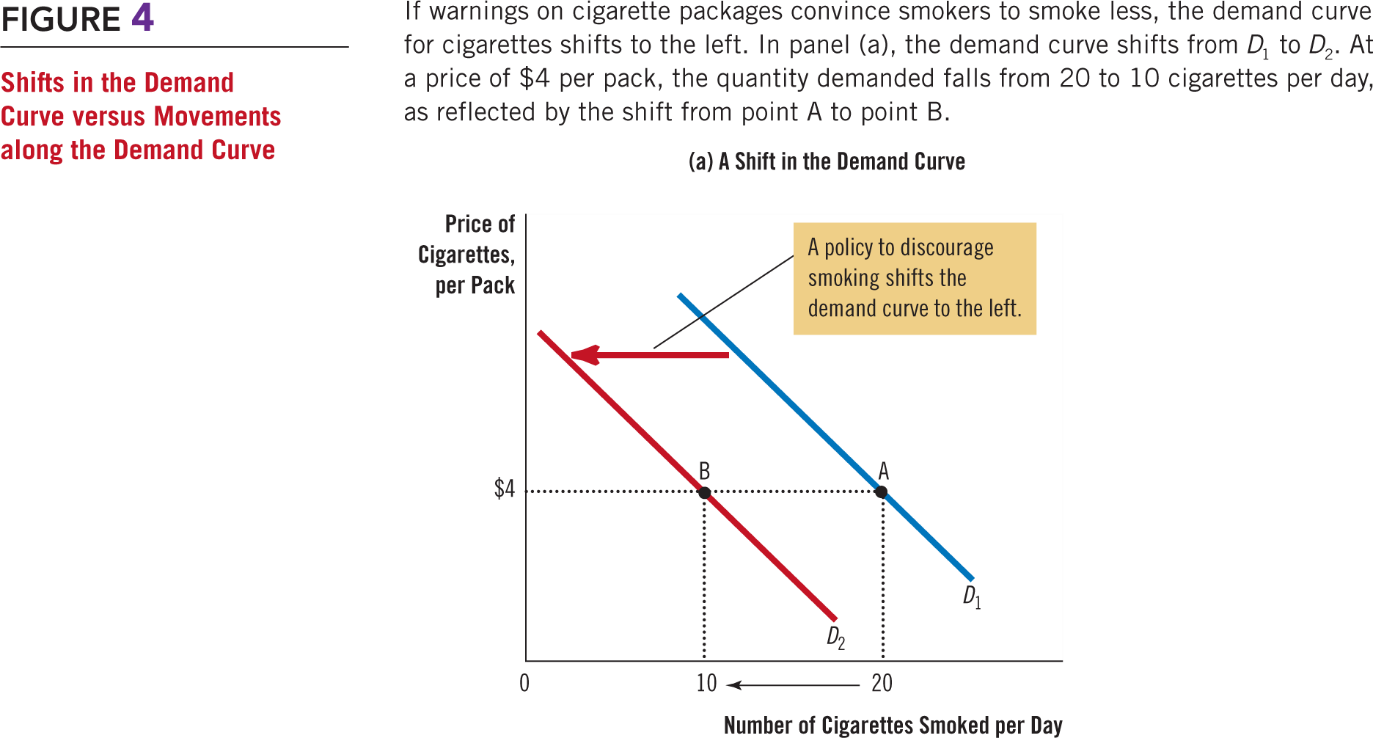 FIGURE 4
Shifts in the Demand
Curve versus Movements
along the Demand Curve
If warnings on cigarette packages convince smokers to smoke less, the demand curve
for cigarettes shifts to the left. In panel (a), the demand curve shifts from D1 to D2. At
a price of $4 per pack, the quantity demanded falls from 20 to 10 cigarettes per day,
as reflected by the shift from point A to point B.
(a) A Shift in the Demand Curve
Price of
Cigarettes,
per Pack
A policy to discourage
smoking shifts the
demand curve to the left.
B
A
$4
D1
D2
0
10
20
Number of Cigarettes Smoked per Day